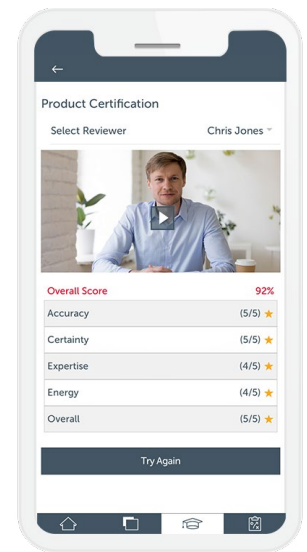 Product Certification
Select Reviewer Chris Jones
Overall Score 92%
Accuracy (5/5)
Certainty (5/5)
Expertise (4/5)
Energy (4/5)
Overall (5/5)
Try Again